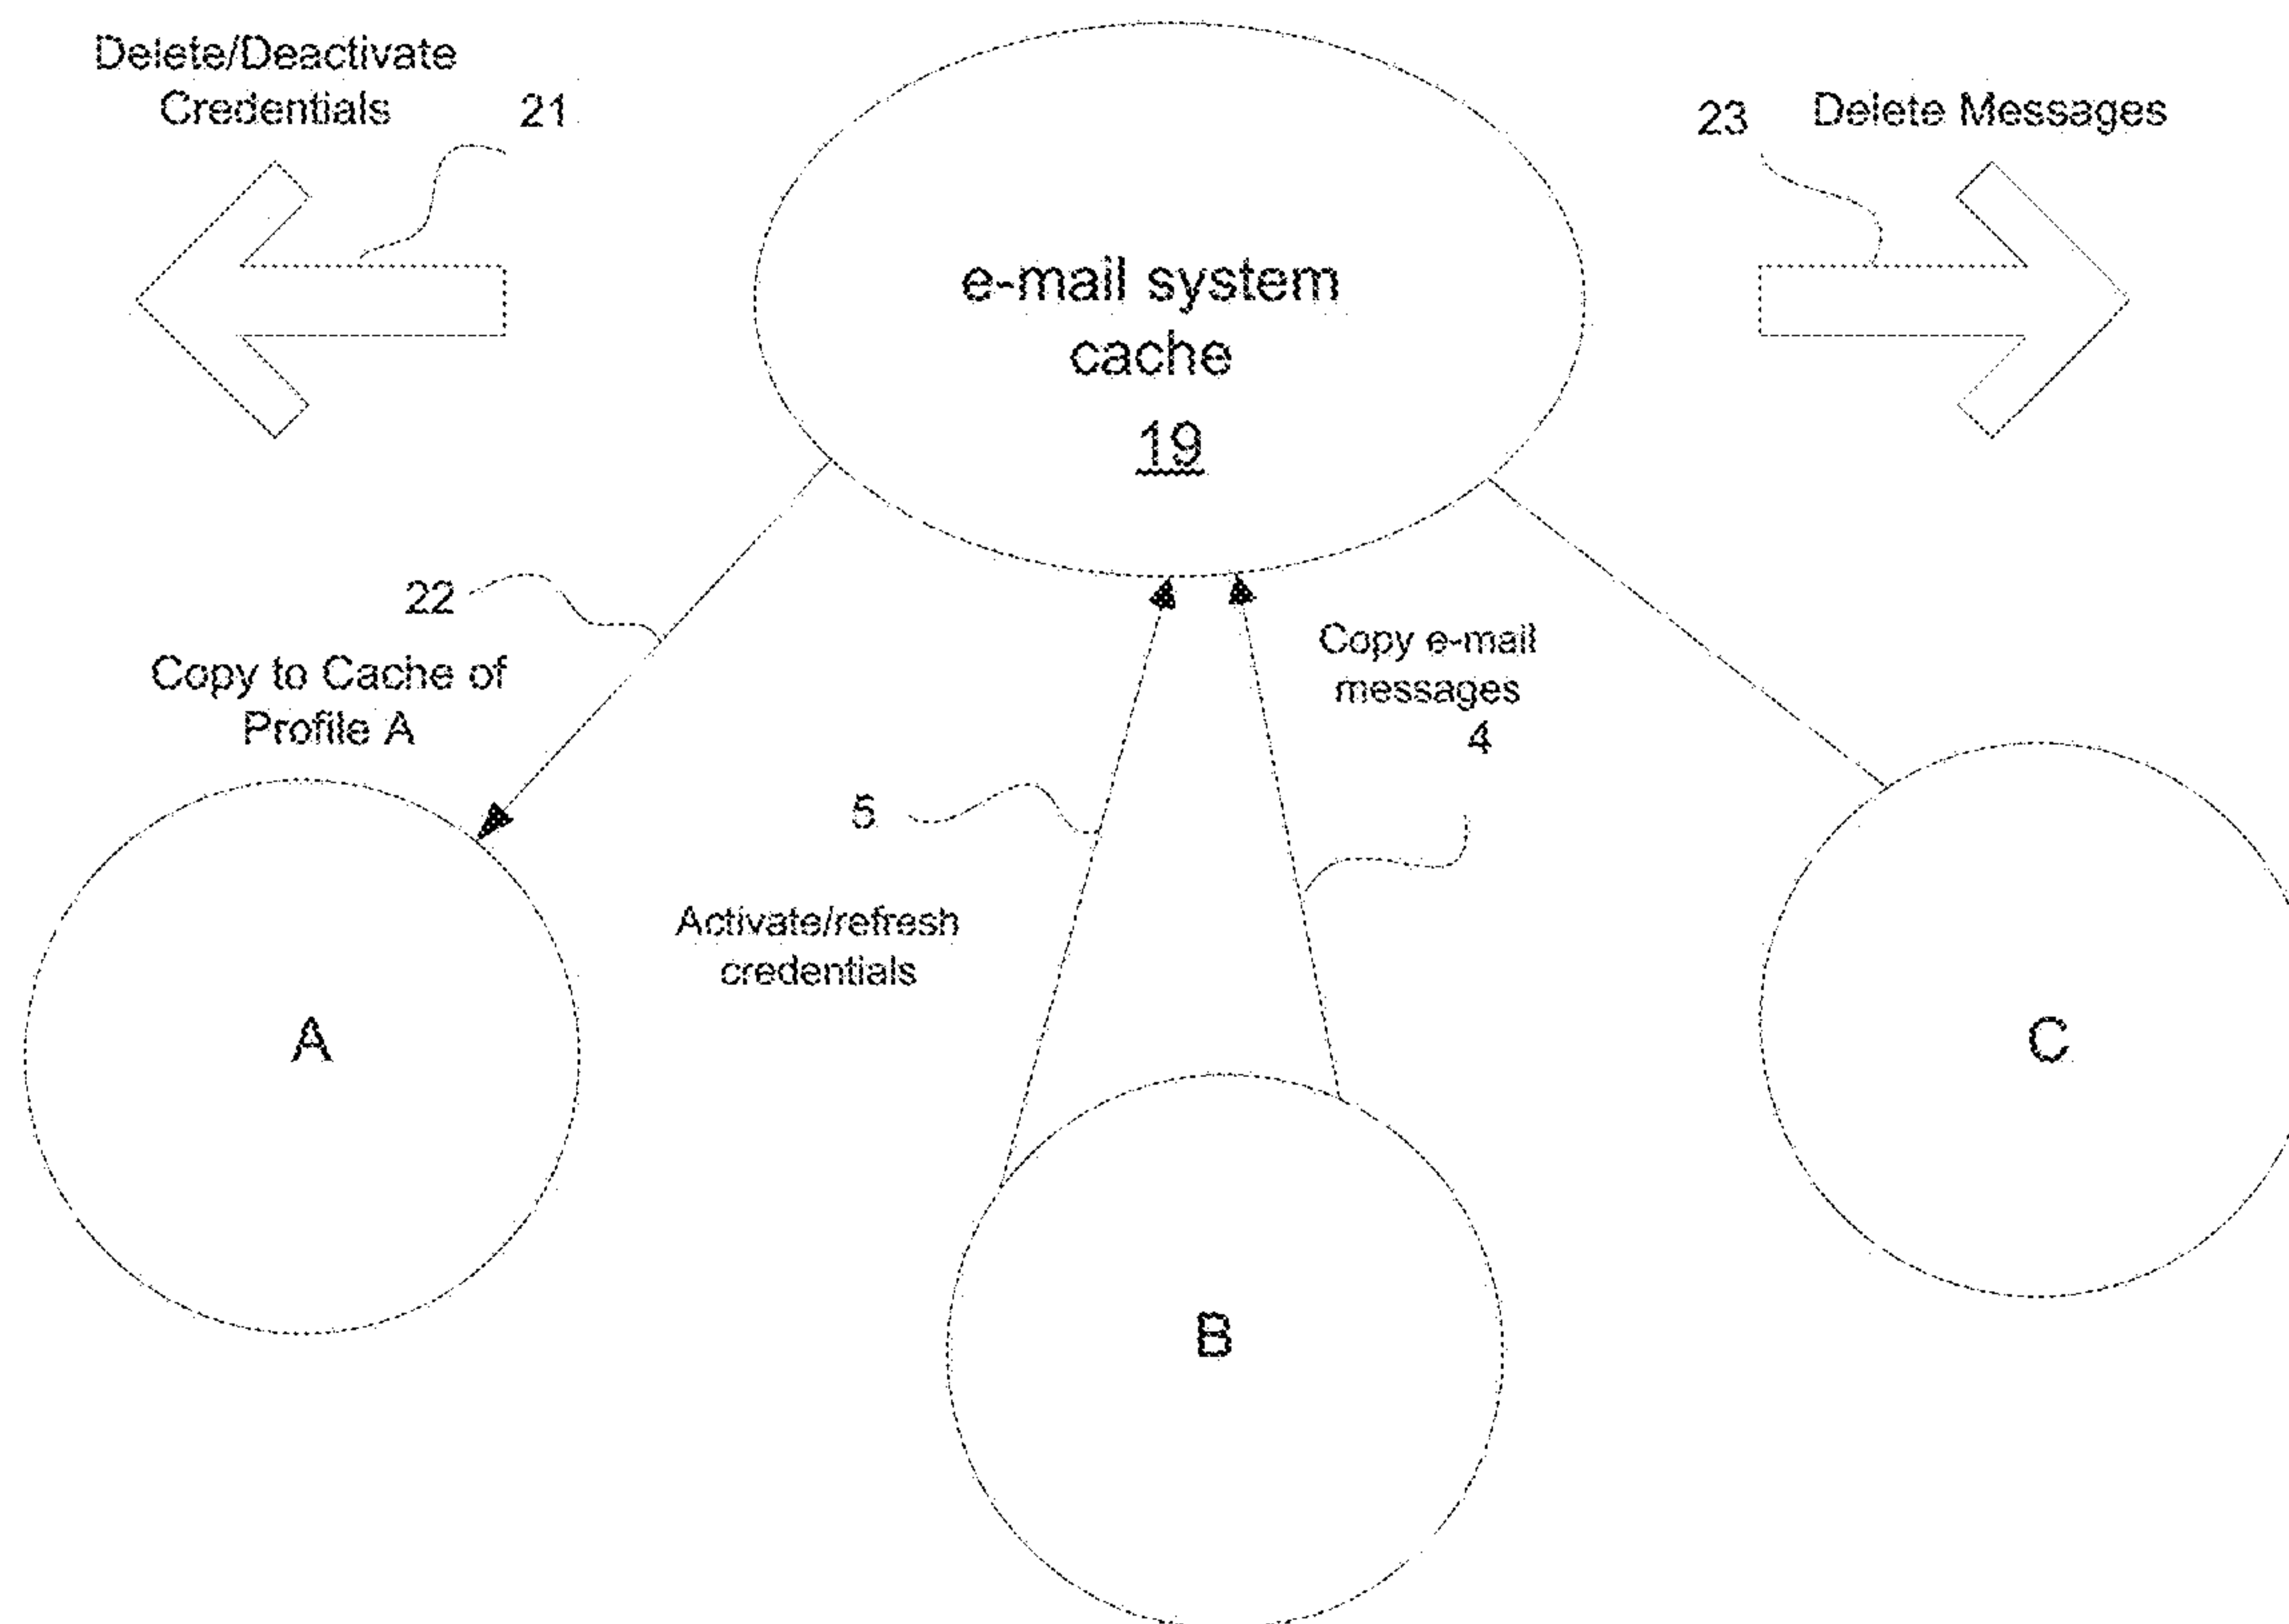 Delete/Deactivate
Credentials
21
23
Delete Messages
e-mail system
cache
19
22
Copy to Cache of
Profile A
Copy e-mail
messages
4
5
Activate/refresh
credentials
A
B
C